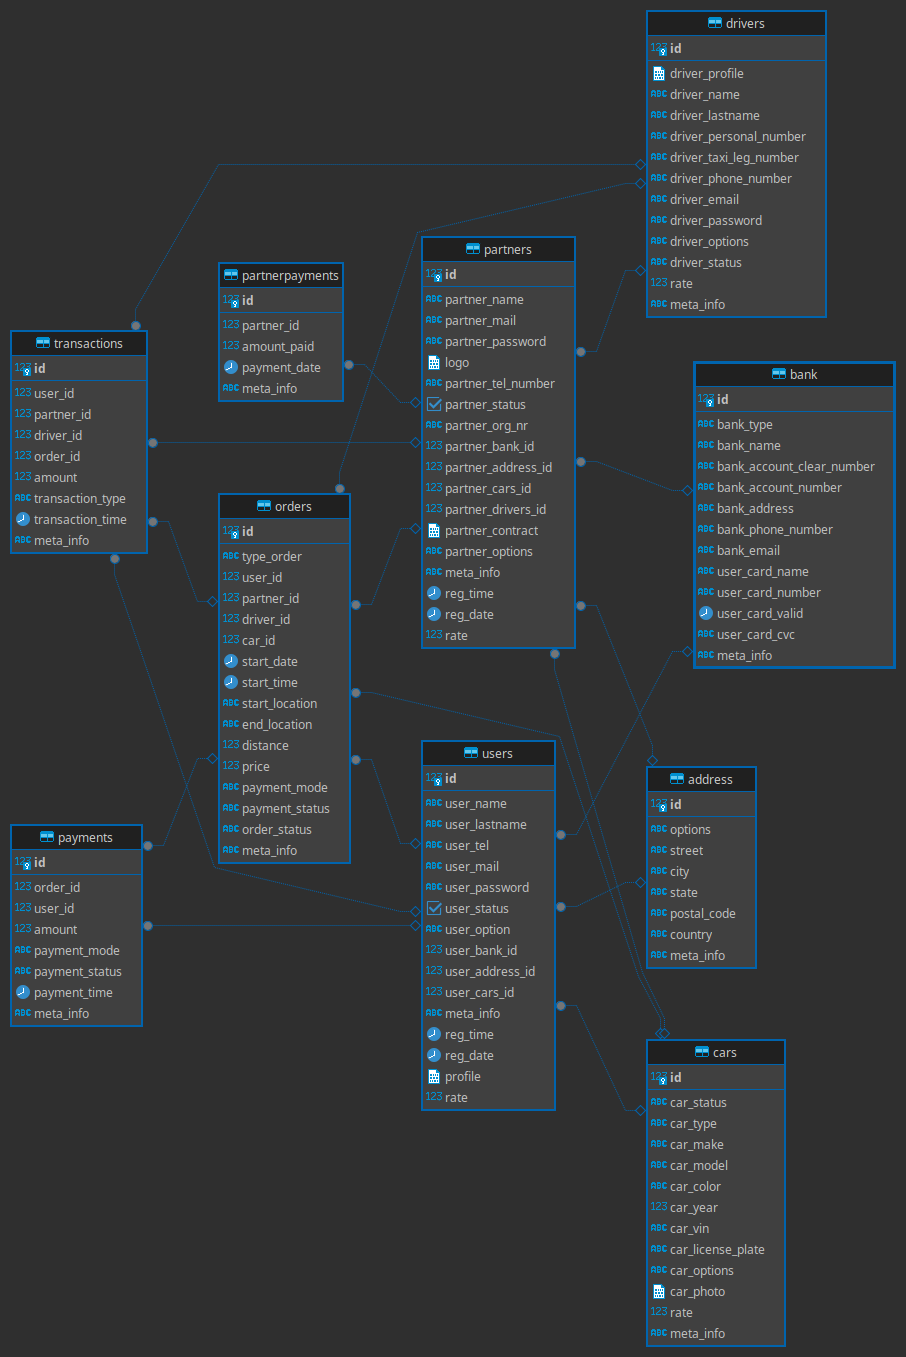 drivers
id
driver_profile
driver_name
driver_lastname
driver_personal_number
driver_taxi_leg_number
driver_phone_number
driver_email
driver_password
driver_options
driver_status
rate
meta_info
partners
id
partner_name
partner_mail
partner_password
logo
partner_tel_number
partner_status
partner_org_nr
partner_bank_id
partner_address_id
partner_cars_id
partner_drivers_id
partner_contract
partner_options
meta_info
reg_time
reg_date
rate
partnerpayments
id
partner_id
amount_paid
payment_date
meta_info
transactions
id
user_id
partner_id
driver_id
order_id
amount
transaction_type
transaction_time
meta_info
bank
id
bank_type
bank_name
bank_account_clear_number
bank_account_number
bank_address
bank_phone_number
bank_email
user_card_name
user_card_number
user_card_valid
user_card_cvc
meta_info
orders
id
type_order
user_id
partner_id
driver_id
car_id
start_date
start_time
start_location
end_location
distance
price
payment_mode
payment_status
order_status
meta_info
users
id
user_name
user_lastname
user_tel
user_mail
user_password
user_status
user_option
user_bank_id
user_address_id
user_cars_id
meta_info
reg_time
reg_date
profile
rate
address
id
options
street
city
state
postal_code
country
meta_info
payments
id
order_id
user_id
amount
payment_mode
payment_status
payment_time
meta_info
cars
id
car_status
car_type
car_make
car_model
car_color
car_year
car_vin
car_license_plate
car_options
car_photo
rate
meta_info